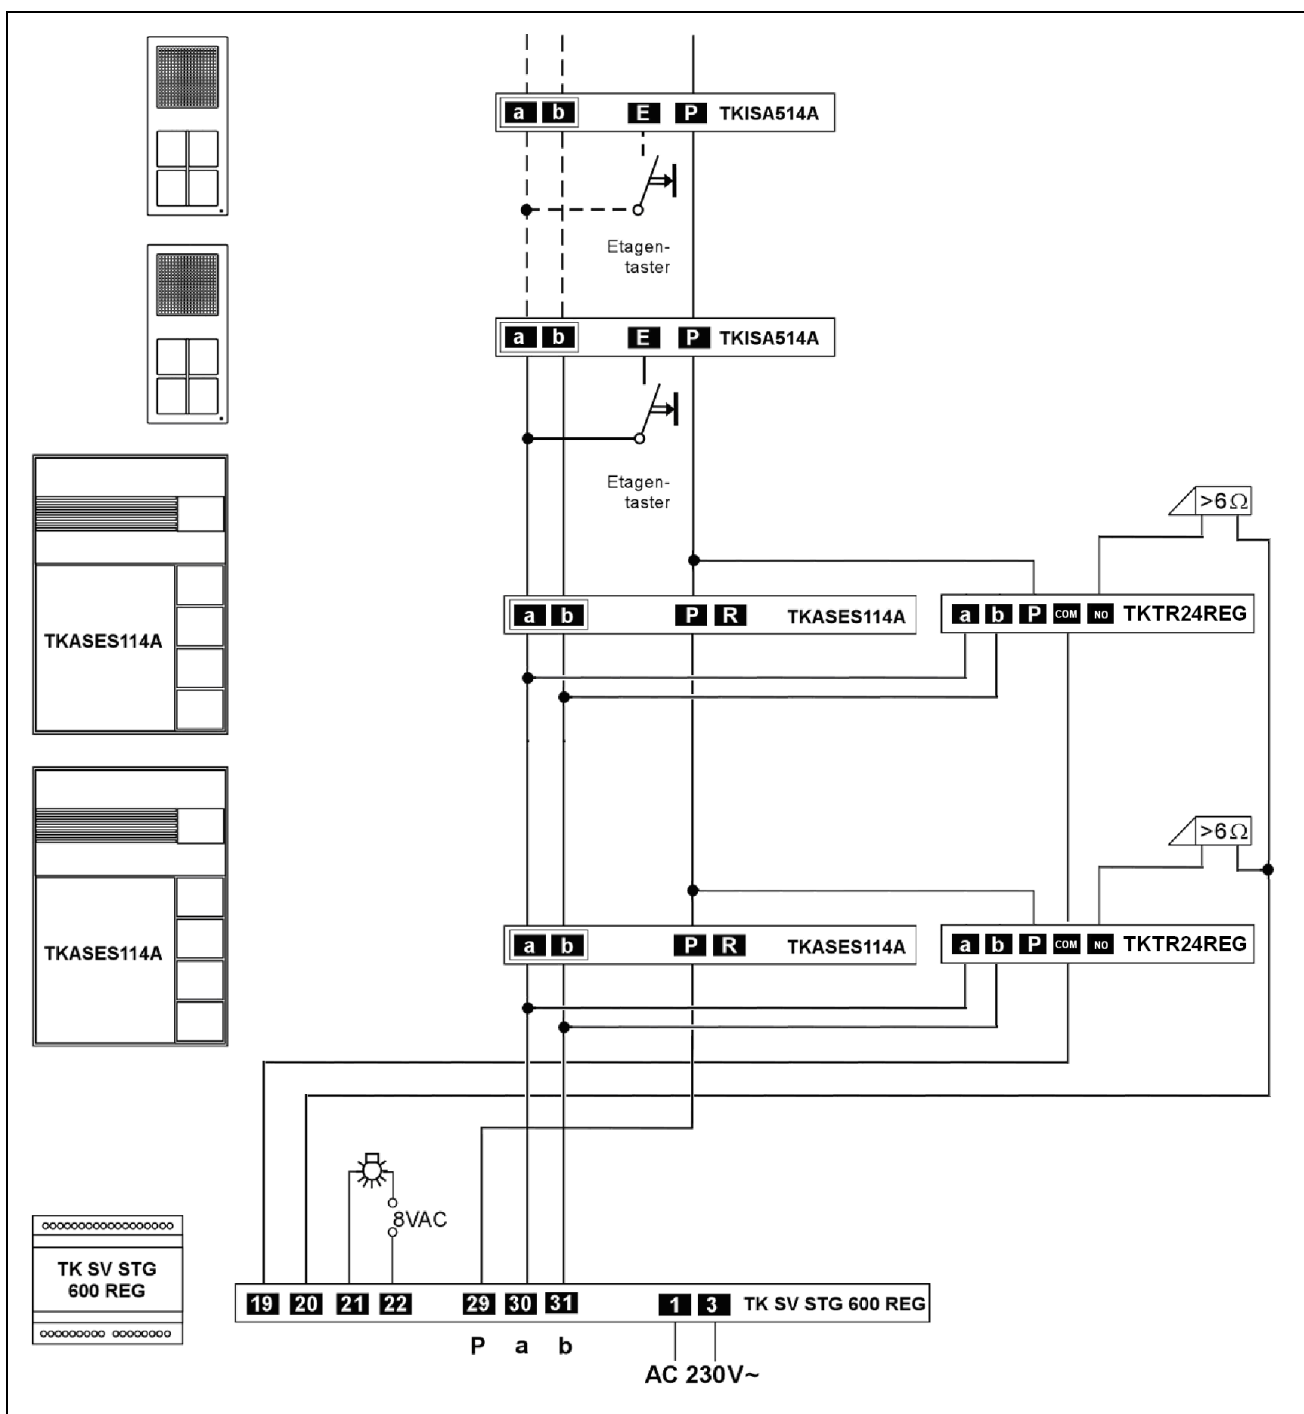 a b E P TKISA514A
Etagen-
taster
a b E P TKISA514A
Etagen-
taster
>6Ω
a b P R TKASES114A
a b P COM NO TKTR24REG
TKASES114A
>6Ω
a b P R TKASES114A
a b P COM NO TKTR24REG
TKASES114A
8VAC
TK SV STG
600 REG
19 20 21 22 29 30 31 1 3 TK SV STG 600 REG
P a b
AC 230V~